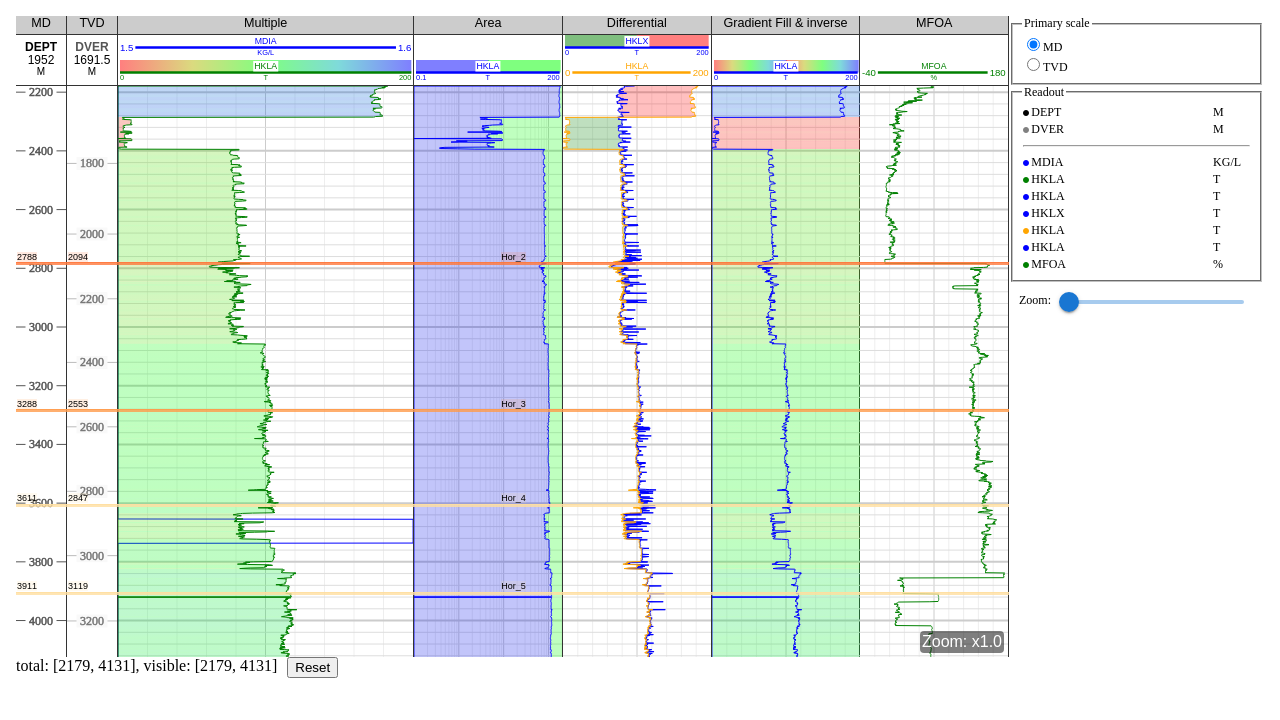 MD TVD Multiple Area Differential Gradient Fill & inverse MFOA
DEPT 1952 M
DVER 1691.5 M
1.5 MDIA 1.6
KG/L
HKLA
0 T 200
HKLA
0.1 T 200
HKLX
0 T 200
0 HKLA 200
T
HKLA
0 T 200
-40 MFOA 180
%
2200
2400
2600
2800
3000
3200
3400
3800
4000
1800
2000
2200
2400
2600
2800
3000
3200
2788 2094 Hor_2
3288 2553 Hor_3
3611 2847 Hor_4
3911 3119 Hor_5
Zoom: x1.0
total: [2179, 4131], visible: [2179, 4131] Reset
Primary scale
MD
TVD
Readout
DEPT M
DVER M
MDIA KG/L
HKLA T
HKLA T
HKLX T
HKLA T
HKLA T
MFOA %
Zoom: